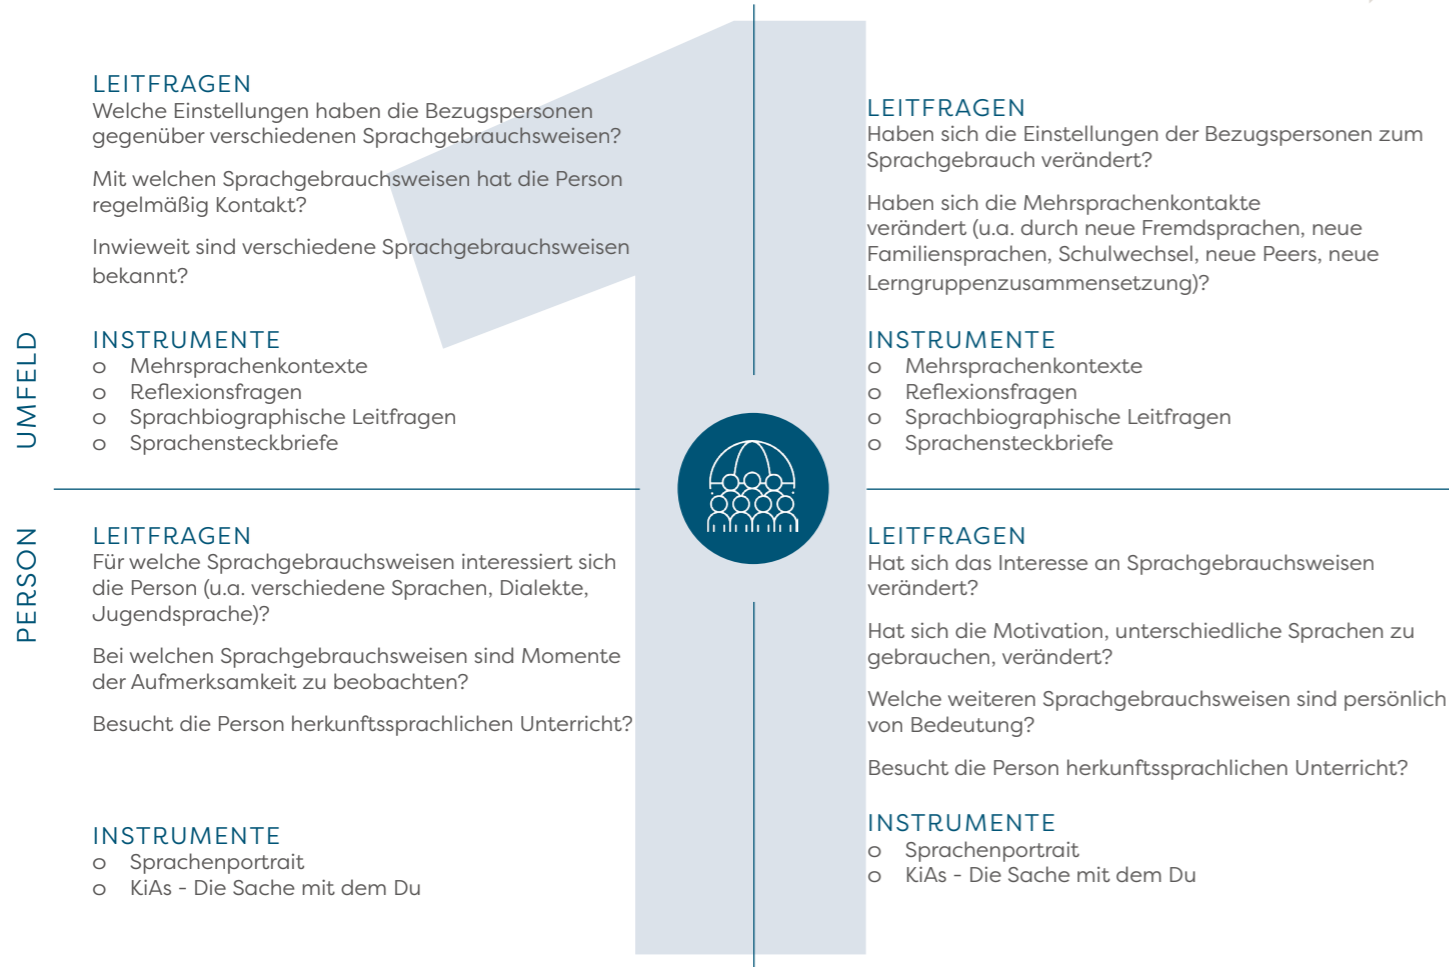 UMFELD
LEITFRAGEN
Welche Einstellungen haben die Bezugspersonen
gegenüber verschiedenen Sprachgebrauchsweisen?
Mit welchen Sprachgebrauchsweisen hat die Person
regelmäßig Kontakt?
Inwieweit sind verschiedene Sprachgebrauchsweisen
bekannt?
INSTRUMENTE
o Mehrsprachenkontexte
o Reflexionsfragen
o Sprachbiographische Leitfragen
o Sprachensteckbriefe
LEITFRAGEN
Haben sich die Einstellungen der Bezugspersonen zum
Sprachgebrauch verändert?
Haben sich die Mehrsprachenkontakte
verändert (u.a. durch neue Fremdsprachen, neue
Familiensprachen, Schulwechsel, neue Peers, neue
Lerngruppenzusammensetzung)?
INSTRUMENTE
o Mehrsprachenkontexte
o Reflexionsfragen
o Sprachbiographische Leitfragen
o Sprachensteckbriefe
1
PERSON
LEITFRAGEN
Für welche Sprachgebrauchsweisen interessiert sich
die Person (u.a. verschiedene Sprachen, Dialekte,
Jugendsprache)?
Bei welchen Sprachgebrauchsweisen sind Momente
der Aufmerksamkeit zu beobachten?
Besucht die Person herkunftssprachlichen Unterricht?
INSTRUMENTE
o Sprachenportrait
o KiAs - Die Sache mit dem Du
LEITFRAGEN
Hat sich das Interesse an Sprachgebrauchsweisen
verändert?
Hat sich die Motivation, unterschiedliche Sprachen zu
gebrauchen, verändert?
Welche weiteren Sprachgebrauchsweisen sind persönlich
von Bedeutung?
Besucht die Person herkunftssprachlichen Unterricht?
INSTRUMENTE
o Sprachenportrait
o KiAs - Die Sache mit dem Du